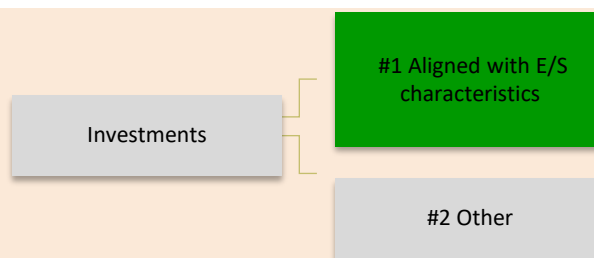 #1 Aligned with E/S
characteristics
Investments
#2 Other